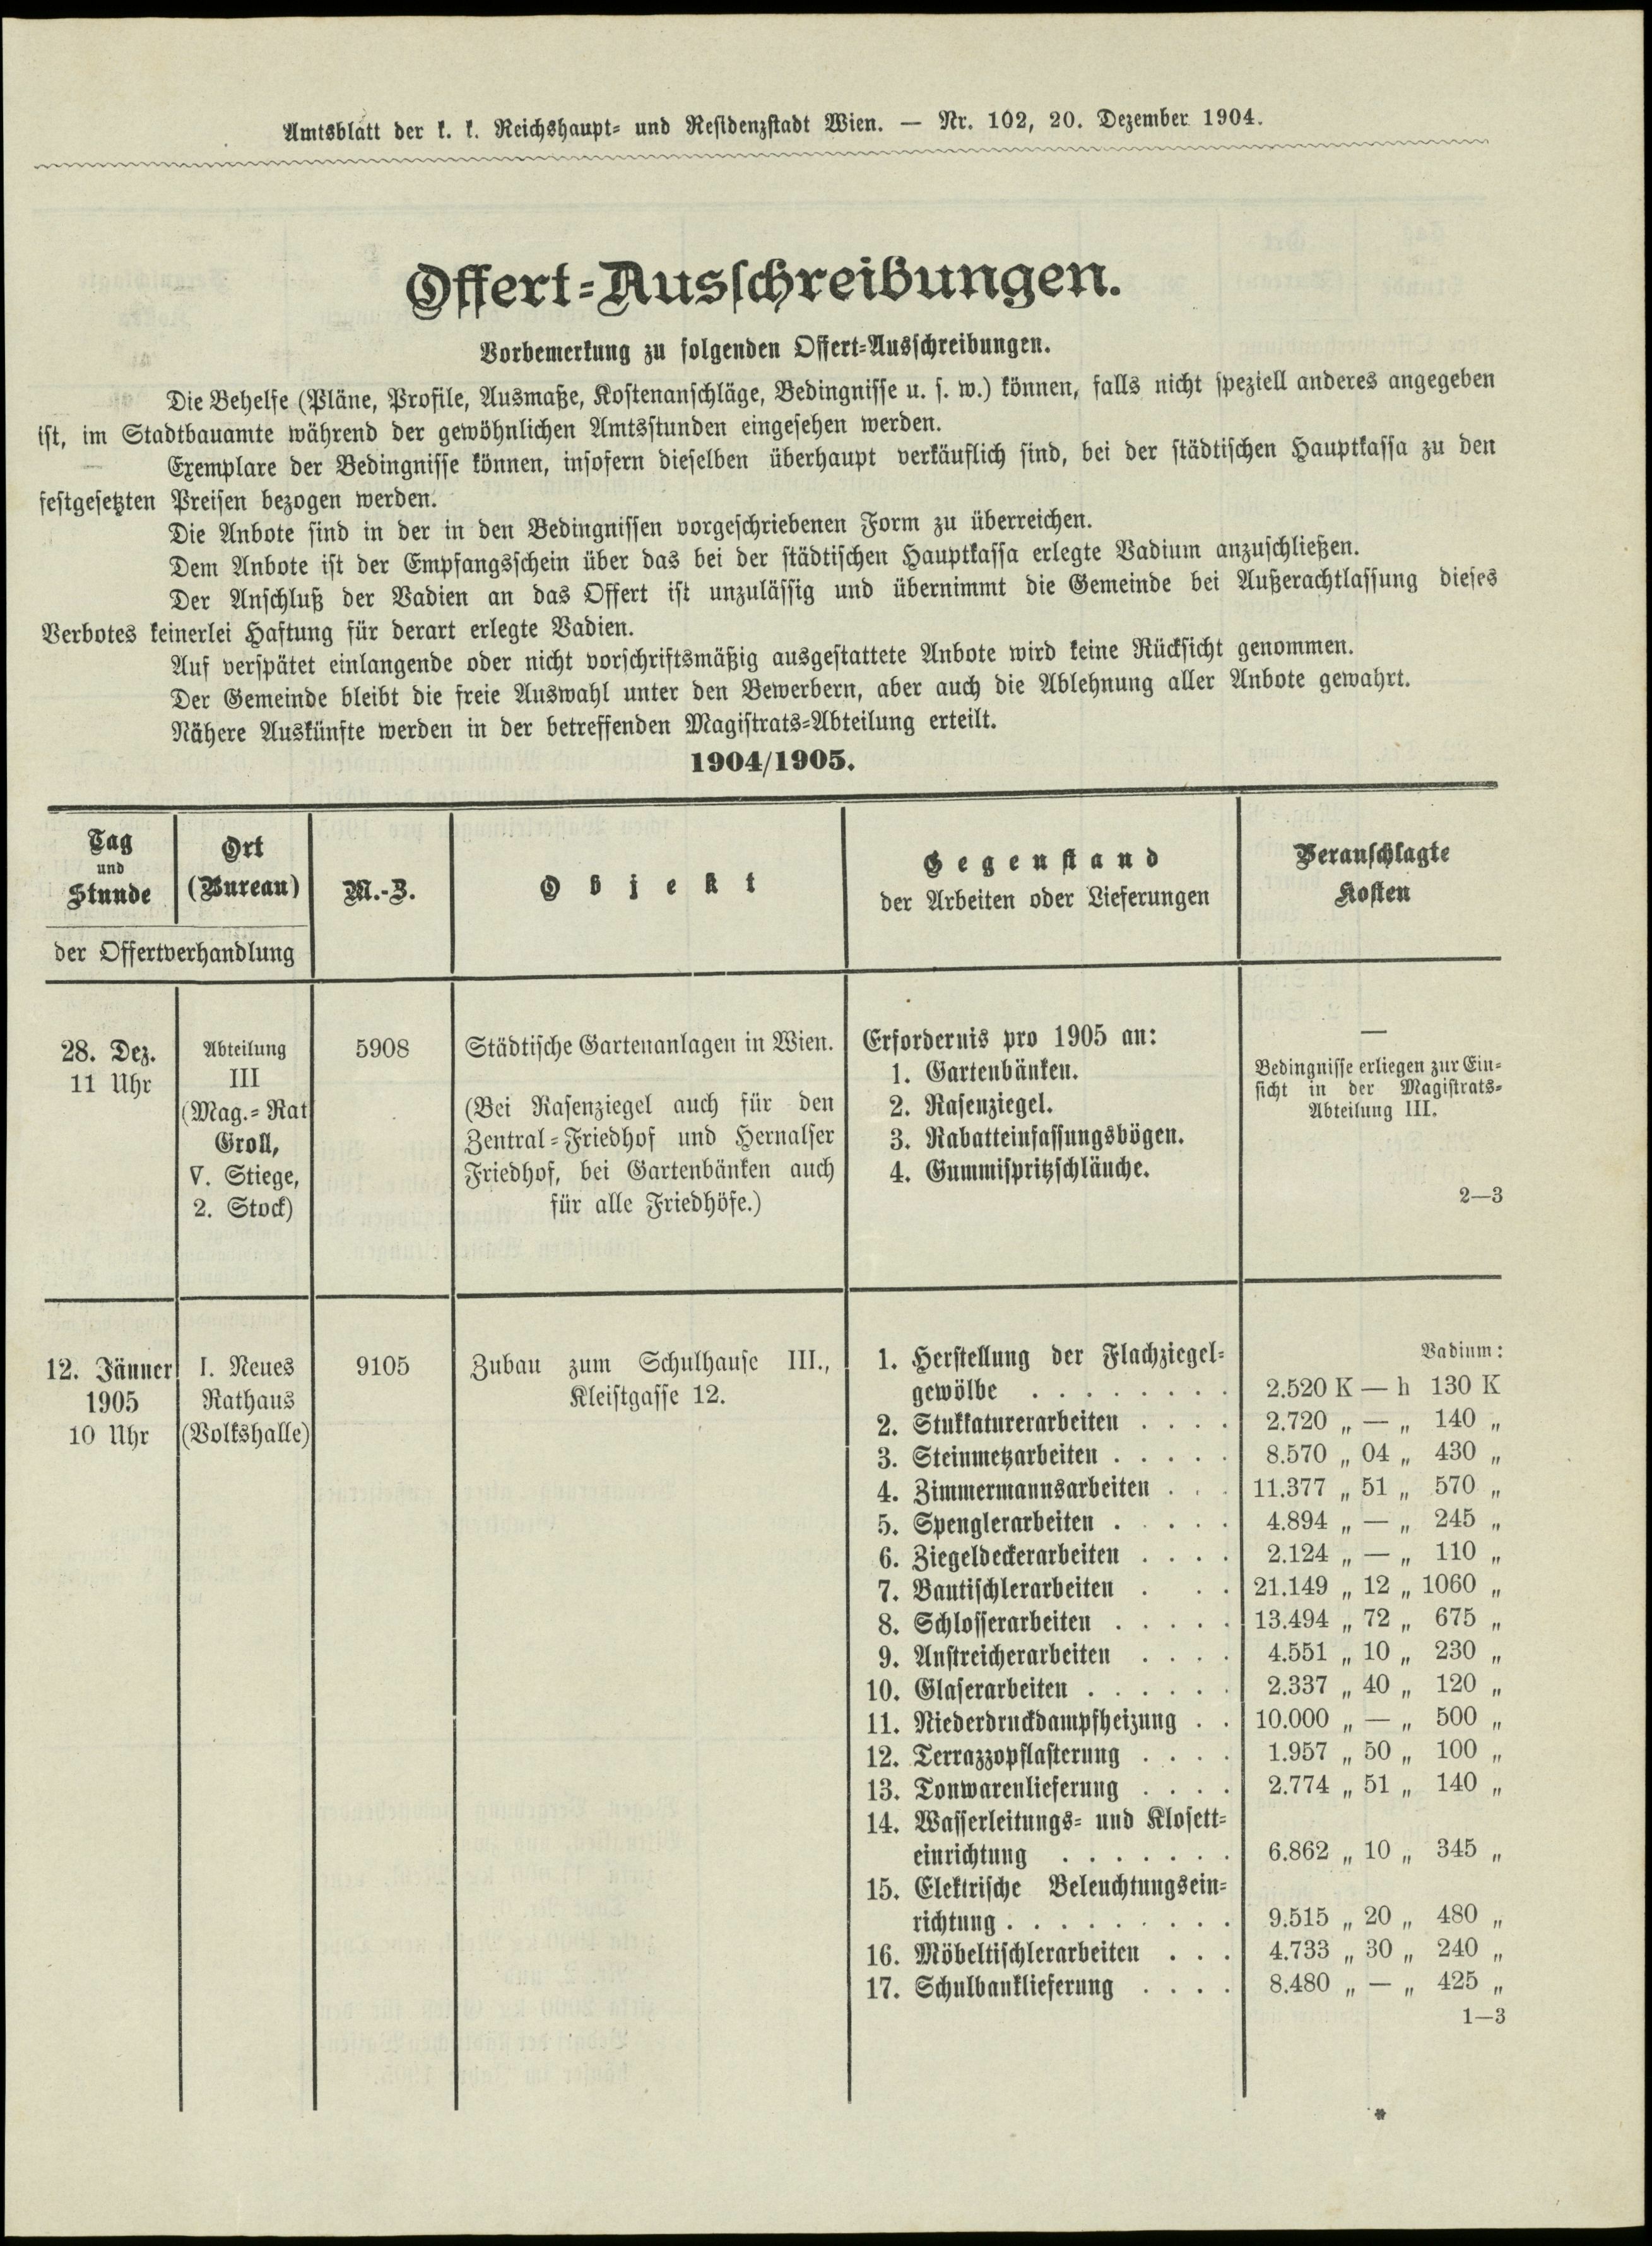 Amtsblatt der k. k. Reichshaupt- und Residenzstadt Wien. — Nr. 102, 20. Dezember 1904.
Offert-Ausschreibungen.
Vorbemerkung zu folgenden Offert-Ausschreibungen.
Die Behelfe (Pläne, Profile, Ausmaße, Kostenanschläge, Bedingnisse u. s. w.) können, falls nicht speziell anderes angegeben
ist, im Stadtbauamte während der gewöhnlichen Amtsstunden eingesehen werden.
Exemplare der Bedingnisse können, insofern dieselben überhaupt verkäuflich sind, bei der städtischen Hauptkassa zu den
festgesetzten Preisen bezogen werden.
Die Anbote sind in der in den Bedingnissen vorgeschriebenen Form zu überreichen.
Dem Anbote ist der Empfangsschein über das bei der städtischen Hauptkassa erlegte Vadium anzuschließen.
Der Anschluß der Vadien an das Offert ist unzulässig und übernimmt die Gemeinde bei Außerachtlassung dieses
Verbotes keinerlei Haftung für derart erlegte Vadien.
Auf verspätet einlangende oder nicht vorschriftsmäßig ausgestattete Anbote wird keine Rücksicht genommen.
Der Gemeinde bleibt die freie Auswahl unter den Bewerbern, aber auch die Ablehnung aller Anbote gewahrt.
Nähere Auskünfte werden in der betreffenden Magistrats-Abteilung erteilt.
1904/1905.
Tag
und
Stunde
Ort
(Bureau)
der Offertverhandlung
M.-Z.
Objekt
Gegenstand
der Arbeiten oder Lieferungen
Veranschlagte
Kosten
28. Dez.
11 Uhr
Abteilung
III
(Mag.-Rat
Groll,
V. Stiege,
2. Stock)
5908
Städtische Gartenanlagen in Wien.
(Bei Rasenziegel auch für den
Zentral-Friedhof und Hernalser
Friedhof, bei Gartenbänken auch
für alle Friedhöfe.)
Erfordernis pro 1905 an:
1. Gartenbänken.
2. Rasenziegel.
3. Rabatteinfassungsbögen.
4. Gummispritzschläuche.
—
Bedingnisse erliegen zur Ein-
sicht in der Magistrats-
Abteilung III.
2—3
12. Jänner
1905
10 Uhr
I. Neues
Rathaus
(Volkshalle)
9105
Zubau zum Schulhause III.,
Kleistgasse 12.
Vadium:
1. Herstellung der Flachziegel-
gewölbe . . . . . . . . 2.520 K — h 130 K
2. Stukkaturerarbeiten . . . . 2.720 „ — „ 140 „
3. Steinmetzarbeiten . . . . . 8.570 „ 04 „ 430 „
4. Zimmermannsarbeiten . . . 11.377 „ 51 „ 570 „
5. Spenglerarbeiten . . . . . 4.894 „ — „ 245 „
6. Ziegeldeckerarbeiten . . . . 2.124 „ — „ 110 „
7. Bautischlerarbeiten . . . 21.149 „ 12 „ 1060 „
8. Schlosserarbeiten . . . . . 13.494 „ 72 „ 675 „
9. Anstreicherarbeiten . . . . 4.551 „ 10 „ 230 „
10. Glaserarbeiten . . . . . . 2.337 „ 40 „ 120 „
11. Niederdruckdampfheizung . . 10.000 „ — „ 500 „
12. Terrazzopflasterung . . . . 1.957 „ 50 „ 100 „
13. Tonwarenlieferung . . . . 2.774 „ 51 „ 140 „
14. Wasserleitungs- und Klosett-
einrichtung . . . . . . . 6.862 „ 10 „ 345 „
15. Elektrische Beleuchtungsein-
richtung . . . . . . . . . 9.515 „ 20 „ 480 „
16. Möbeltischlerarbeiten . . . 4.733 „ 30 „ 240 „
17. Schulbanklieferung . . . . 8.480 „ — „ 425 „
1—3
*